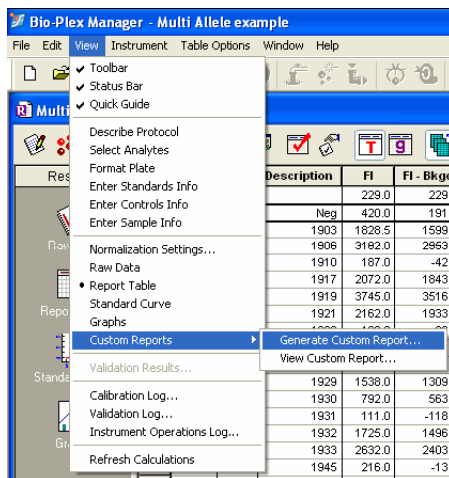 Bio-Plex Manager - Multi Allele example
File Edit View Instrument Table Options Window Help
Toolbar
Status Bar
Quick Guide
Describe Protocol
Select Analytes
Format Plate
Enter Standards Info
Enter Controls Info
Enter Sample Info
Normalization Settings...
Raw Data
Report Table
Standard Curve
Graphs
Custom Reports
Generate Custom Report...
View Custom Report...
Validation Results...
Calibration Log...
Validation Log...
Instrument Operations Log...
Refresh Calculations
Multi
Res
Raw
Repo
Standa
Gr
Description FI FI - Bkgd
229.0 229
Neg 420.0 191
1903 1828.5 1599
1906 3182.0 2953
1910 187.0 -42
1917 2072.0 1843
1919 3745.0 3516
1921 2162.0 1933
1929 1538.0 1309
1930 792.0 563
1931 111.0 -118
1932 1725.0 1496
1933 2632.0 2403
1945 216.0 -13